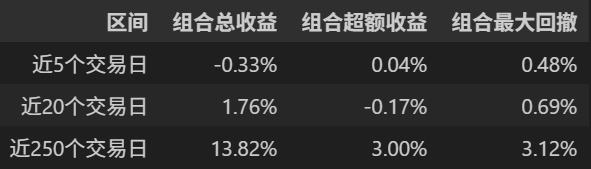 区间 组合总收益 组合超额收益 组合最大回撤
近5个交易日 -0.33% 0.04% 0.48%
近20个交易日 1.76% -0.17% 0.69%
近250个交易日 13.82% 3.00% 3.12%